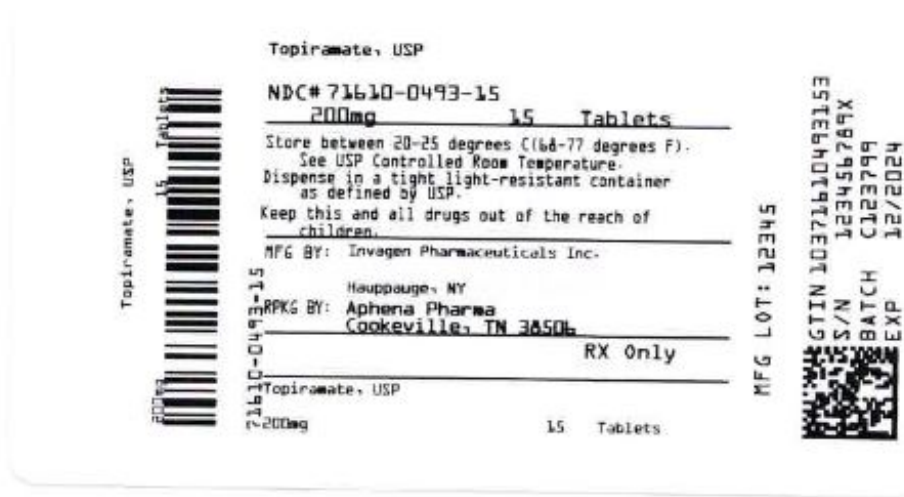 Topiramate, USP
NDC# 71610-0493-15
200mg 15 Tablets
Store between 20-25 degrees C(68-77 degrees F).
See USP Controlled Room Temperature.
Dispense in a tight light-resistant container
as defined by USP.
Keep this and all drugs out of the reach of
children.
MFG BY: Invagen Pharmaceuticals Inc.
Hauppauge, NY
RPKG BY: Aphena Pharma
Cookeville, TN 38506
RX Only
Topiramate, USP
200mg 15 Tablets
Topiramate, USP
200mg 15 Tablets
71610-0493-15
MFG LOT: 12345
GTIN 10371610493153
S/N 123456789X
BATCH C123799
EXP 12/2024